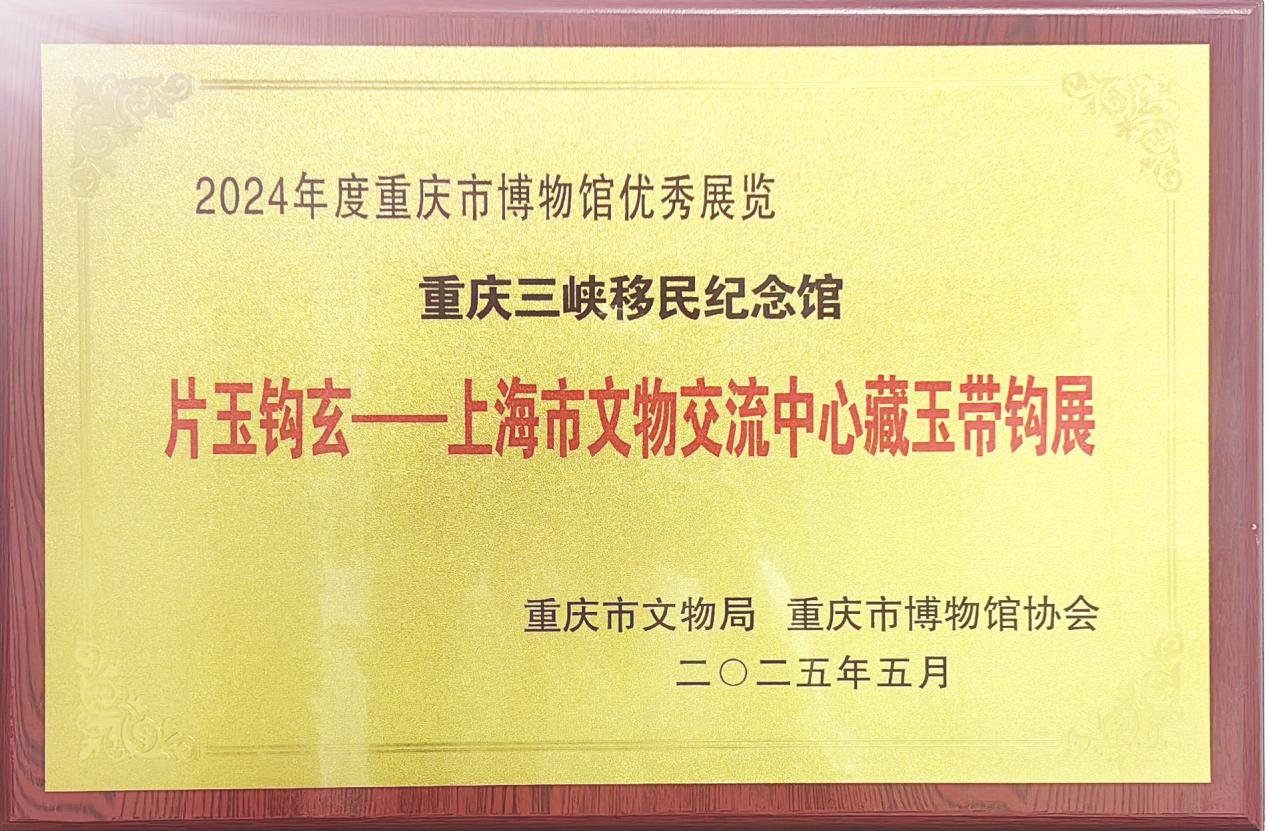 2024年度重庆市博物馆优秀展览
重庆三峡移民纪念馆
片玉钩玄——上海市文物交流中心藏玉带钩展
重庆市文物局 重庆市博物馆协会
二〇二五年五月